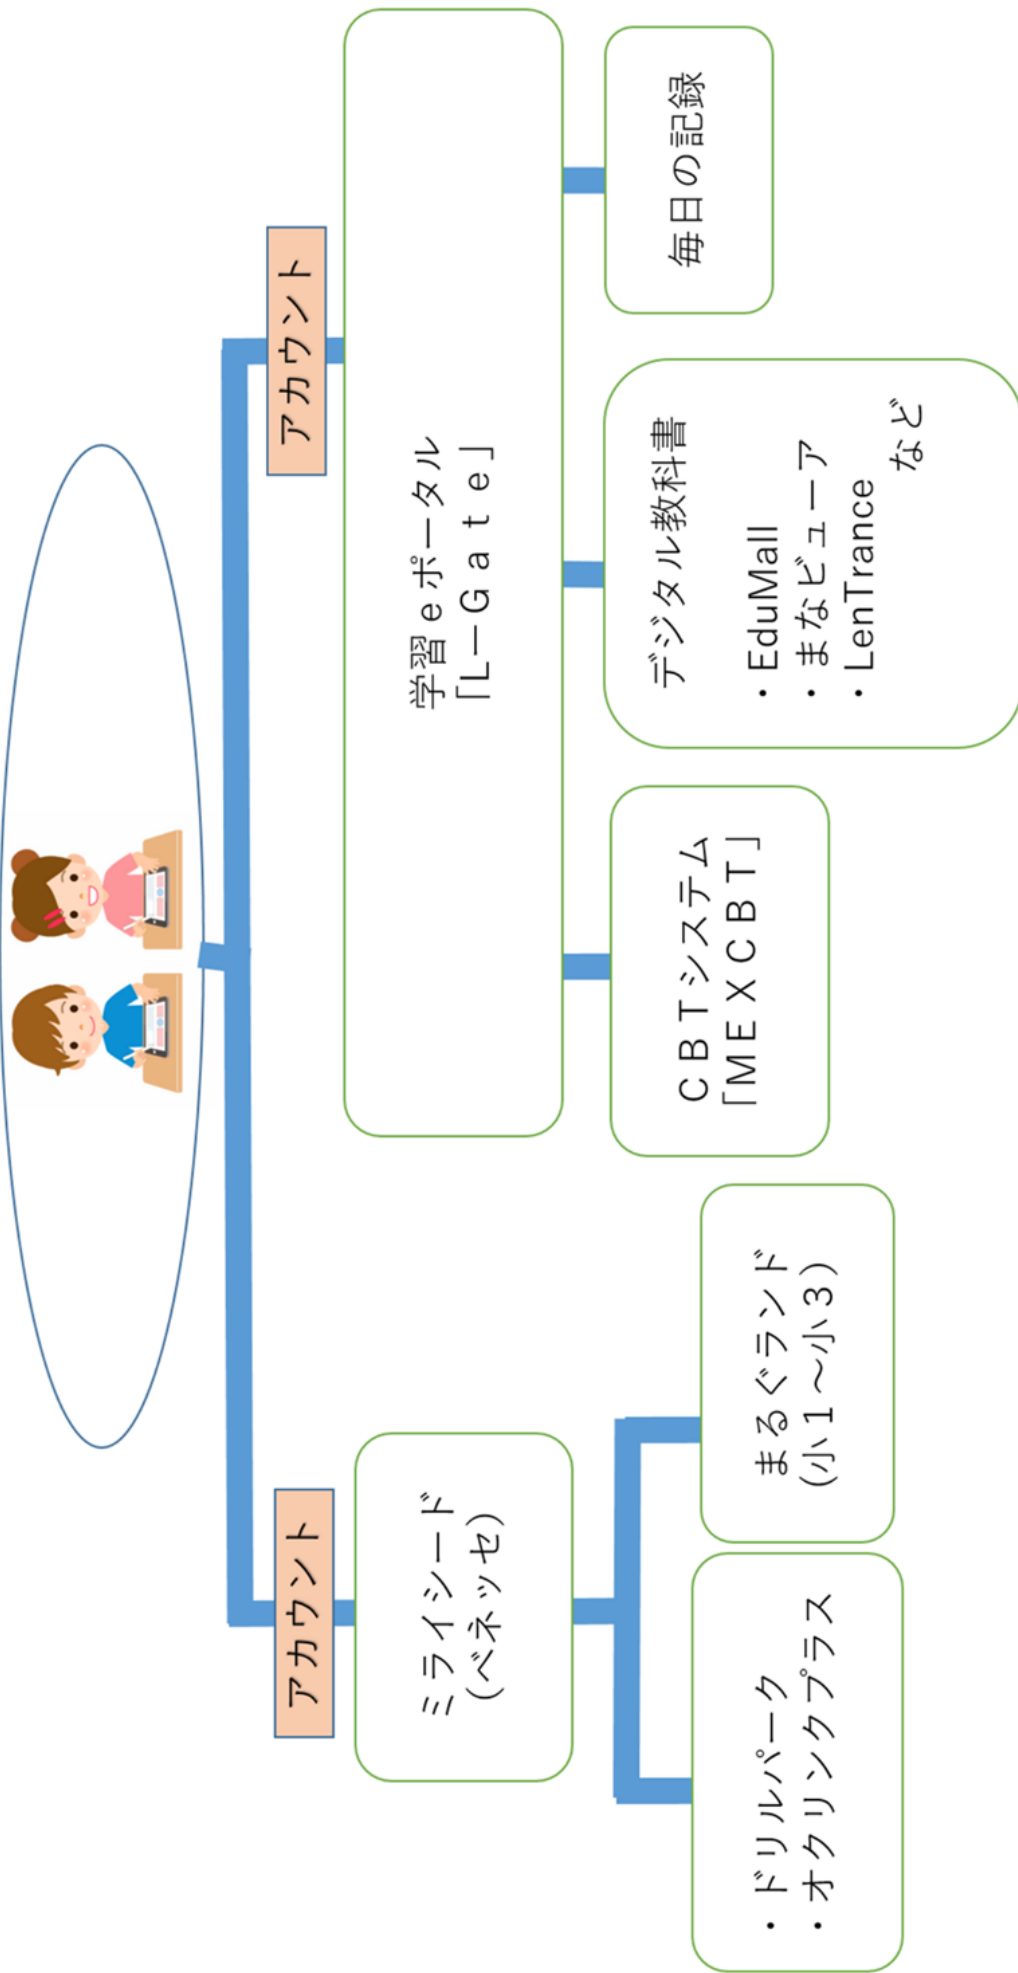 アカウント
アカウント
ミライシード
(ベネッセ)
学習ｅポータル
「Ｌ－Ｇａｔｅ」
・ドリルパーク
・オクリンクプラス
まるぐランド
(小１～小３)
ＣＢＴシステム
「ＭＥＸＣＢＴ」
デジタル教科書
・EduMall
・まなビューア
・LenTrance
など
毎日の記録